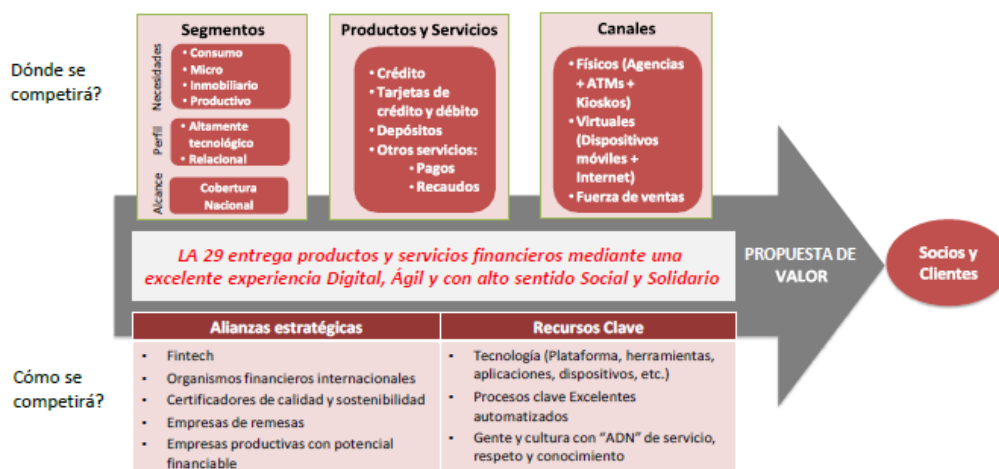 Dónde se
competirá?
Segmentos
Necesidades
• Consumo
• Micro
• Inmobiliario
• Productivo
Perfil
• Altamente
tecnológico
• Relacional
Alcance
Cobertura
Nacional
Productos y Servicios
• Crédito
• Tarjetas de
crédito y débito
• Depósitos
• Otros servicios:
• Pagos
• Recaudos
Canales
• Físicos (Agencias
+ ATMs +
Kioskos)
• Virtuales
(Dispositivos
móviles +
Internet)
• Fuerza de ventas
LA 29 entrega productos y servicios financieros mediante una
excelente experiencia Digital, Ágil y con alto sentido Social y Solidario
PROPUESTA DE
VALOR
Socios y
Clientes
Cómo se
competirá?
Alianzas estratégicas
• Fintech
• Organismos financieros internacionales
• Certificadores de calidad y sostenibilidad
• Empresas de remesas
• Empresas productivas con potencial
financiable
Recursos Clave
• Tecnología (Plataforma, herramientas,
aplicaciones, dispositivos, etc.)
• Procesos clave Excelentes
automatizados
• Gente y cultura con “ADN” de servicio,
respeto y conocimiento